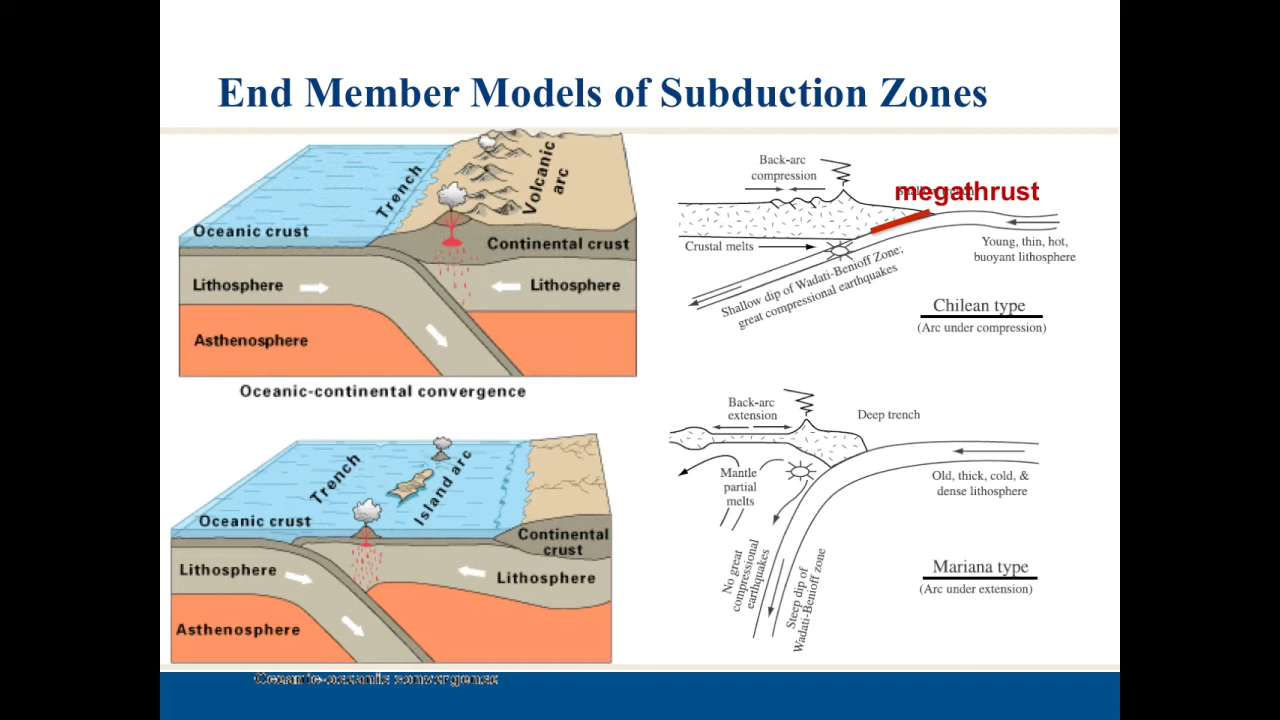 End Member Models of Subduction Zones
Trench
Volcanic
arc
Oceanic crust
Continental crust
Lithosphere
Lithosphere
Asthenosphere
Oceanic-continental convergence
Back-arc
compression
megathrust
Crustal melts
Young, thin, hot,
buoyant lithosphere
Shallow dip of Wadati-Benioff Zone;
great compressional earthquakes
Chilean type
(Arc under compression)
Trench
Island arc
Oceanic crust
Continental
crust
Lithosphere
Lithosphere
Asthenosphere
Oceanic-oceanic convergence
Back-arc
extension
Deep trench
Mantle
partial
melts
Old, thick, cold, &
dense lithosphere
No great
compressional
earthquakes
Steep dip of
Wadati-Benioff zone
Mariana type
(Arc under extension)